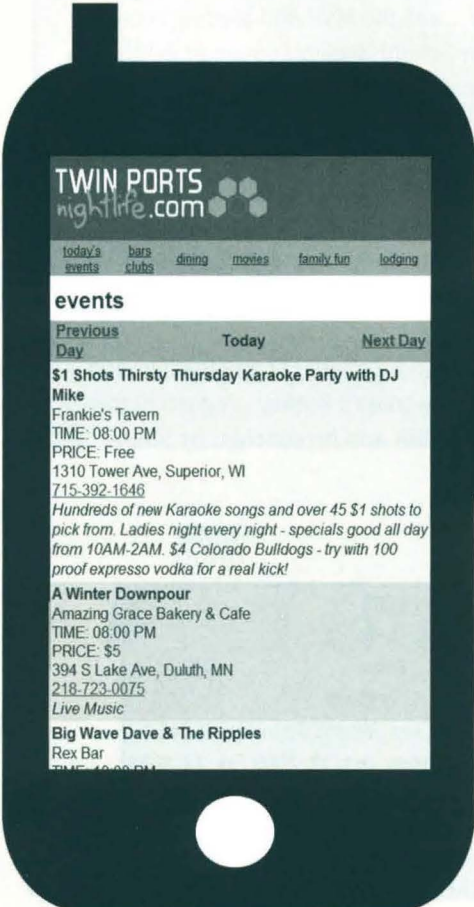 TWIN PORTS
nightlife.com
today's events bars clubs dining movies family fun lodging
events
Previous Day Today Next Day
$1 Shots Thirsty Thursday Karaoke Party with DJ
Mike
Frankie's Tavern
TIME: 08:00 PM
PRICE: Free
1310 Tower Ave, Superior, WI
715-392-1646
Hundreds of new Karaoke songs and over 45 $1 shots to
pick from. Ladies night every night - specials good all day
from 10AM-2AM. $4 Colorado Bulldogs - try with 100
proof expresso vodka for a real kick!
A Winter Downpour
Amazing Grace Bakery & Cafe
TIME: 08:00 PM
PRICE: $5
394 S Lake Ave, Duluth, MN
218-723-0075
Live Music
Big Wave Dave & The Ripples
Rex Bar
TIME: 10:00 PM